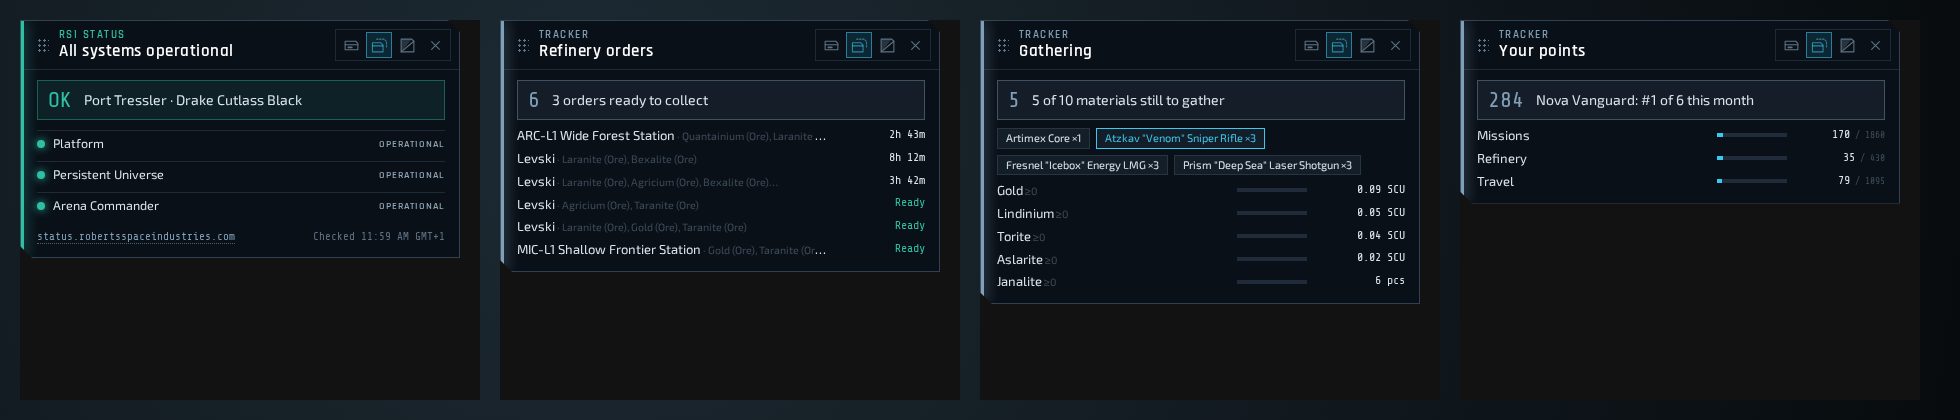 RSI STATUS
All systems operational
OK Port Tressler · Drake Cutlass Black
Platform OPERATIONAL
Persistent Universe OPERATIONAL
Arena Commander OPERATIONAL
status.robertsspaceindustries.com Checked 11:59 AM GMT+1
TRACKER
Refinery orders
6 3 orders ready to collect
ARC-L1 Wide Forest Station · Quantainium (Ore), Laranite ... 2h 43m
Levski · Laranite (Ore), Bexalite (Ore) 8h 12m
Levski · Laranite (Ore), Agricium (Ore), Bexalite (Ore)... 3h 42m
Levski · Agricium (Ore), Taranite (Ore) Ready
Levski · Laranite (Ore), Gold (Ore), Taranite (Ore) Ready
MIC-L1 Shallow Frontier Station · Gold (Ore), Taranite (Or... Ready
TRACKER
Gathering
5 5 of 10 materials still to gather
Artimex Core ×1 Atzkav "Venom" Sniper Rifle ×3
Fresnel "Icebox" Energy LMG ×3 Prism "Deep Sea" Laser Shotgun ×3
Gold ≥0 0.09 SCU
Lindinium ≥0 0.05 SCU
Torite ≥0 0.04 SCU
Aslarite ≥0 0.02 SCU
Janalite ≥0 6 pcs
TRACKER
Your points
284 Nova Vanguard: #1 of 6 this month
Missions 170 / 1860
Refinery 35 / 430
Travel 79 / 1095